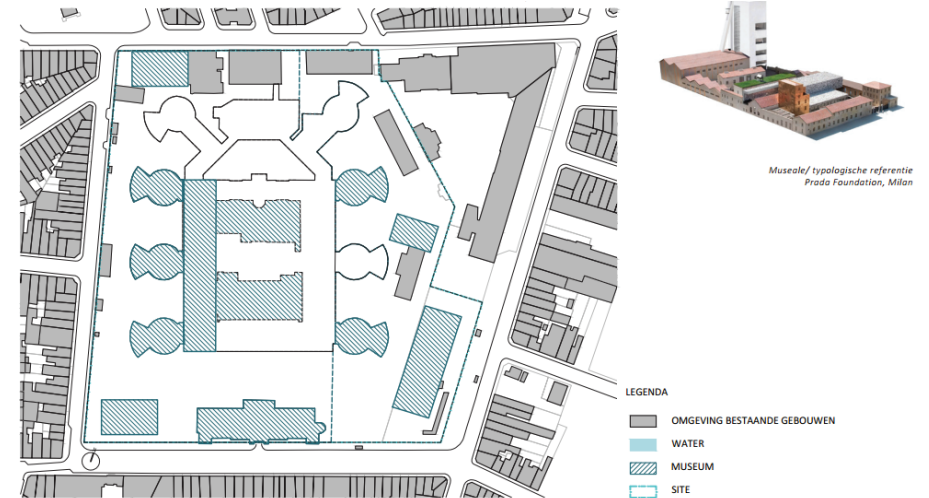 Museale/ typologische referentie
Prada Foundation, Milan
LEGENDA
OMGEVING BESTAANDE GEBOUWEN
WATER
MUSEUM
SITE